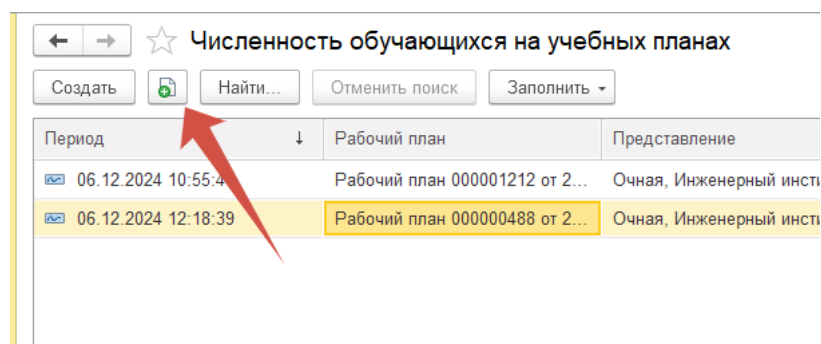 Численность обучающихся на учебных планах
Создать Найти... Отменить поиск Заполнить
Период ↓ Рабочий план Представление
06.12.2024 10:55:4 Рабочий план 000001212 от 2... Очная, Инженерный инсти
06.12.2024 12:18:39 Рабочий план 000000488 от 2... Очная, Инженерный инсти